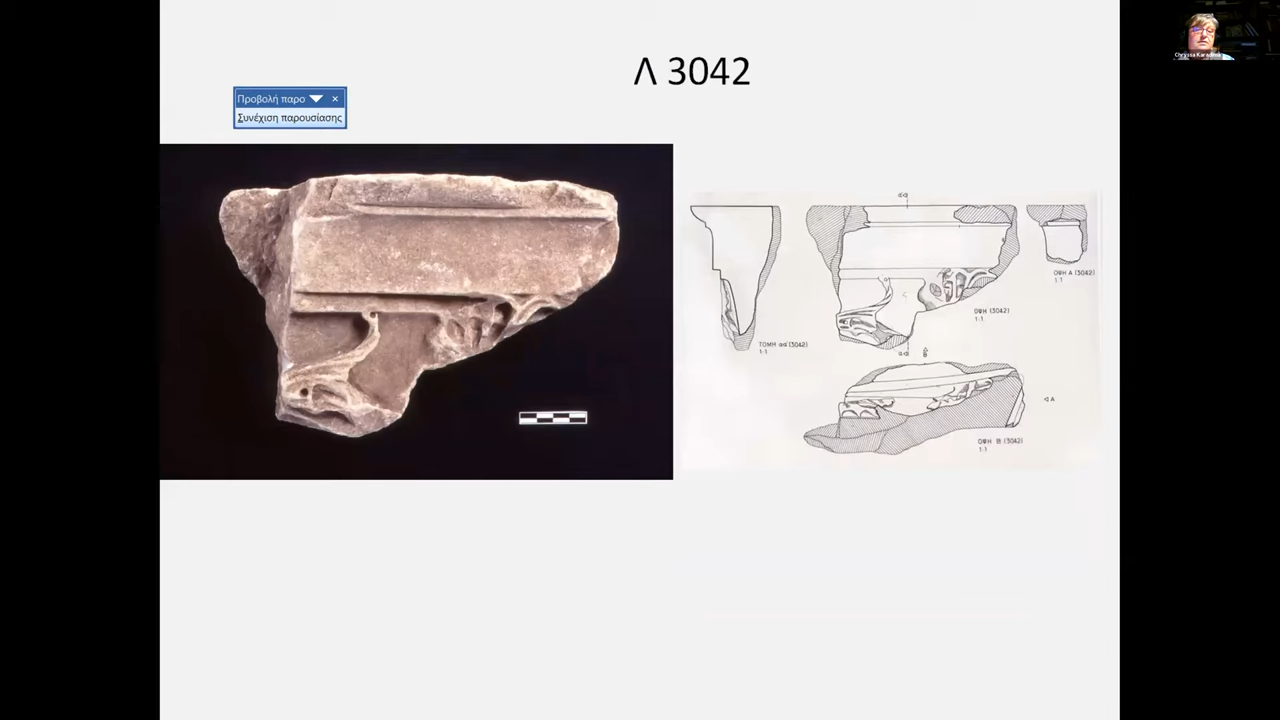 Λ 3042
Προβολή παρο
Συνέχιση παρουσίασης
ΤΟΜΗ αα (3042)
1:1
ΟΨΗ (3042)
1:1
ΟΨΗ Α (3042)
1:1
Β
Α
ΟΨΗ Β (3042)
1:1
Chryssa